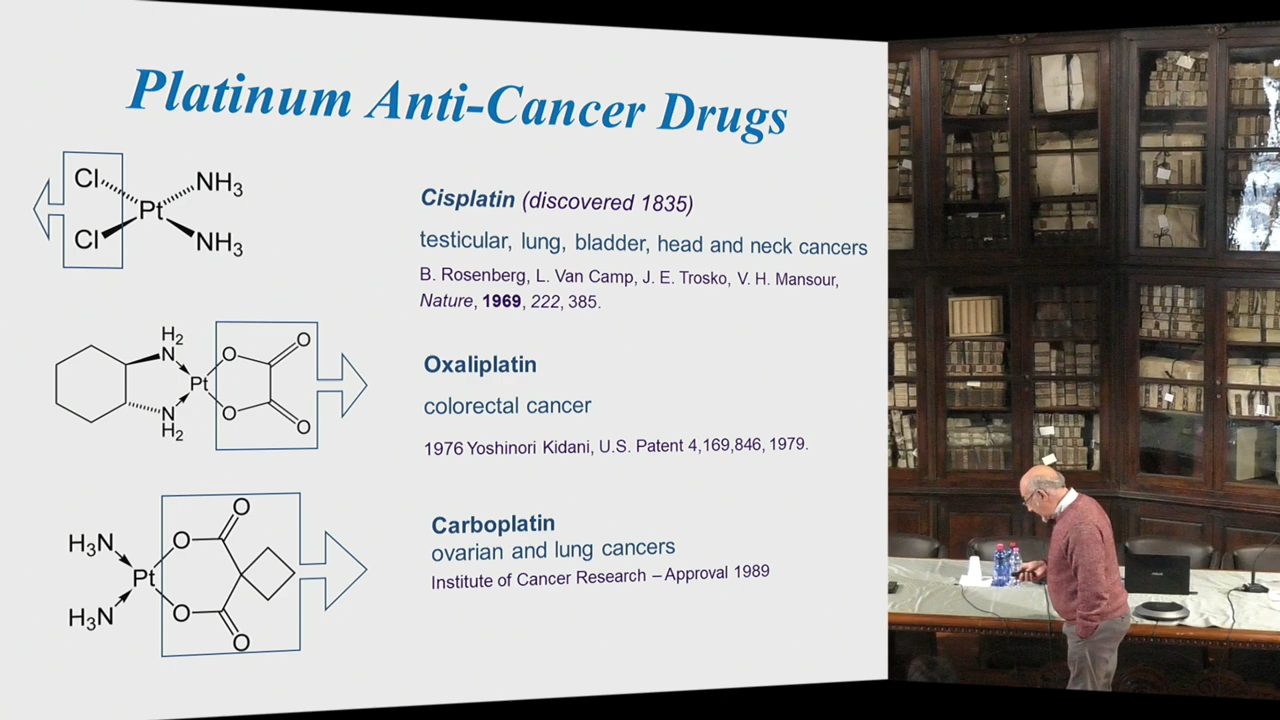 Platinum Anti-Cancer Drugs
Cl
NH3
Pt
Cl
NH3
Cisplatin (discovered 1835)
testicular, lung, bladder, head and neck cancers
B. Rosenberg, L. Van Camp, J. E. Trosko, V. H. Mansour,
Nature, 1969, 222, 385.
H2
N
O
O
Pt
O
O
N
H2
Oxaliplatin
colorectal cancer
1976 Yoshinori Kidani, U.S. Patent 4,169,846, 1979.
O
H3N
O
Pt
H3N
O
O
Carboplatin
ovarian and lung cancers
Institute of Cancer Research – Approval 1989